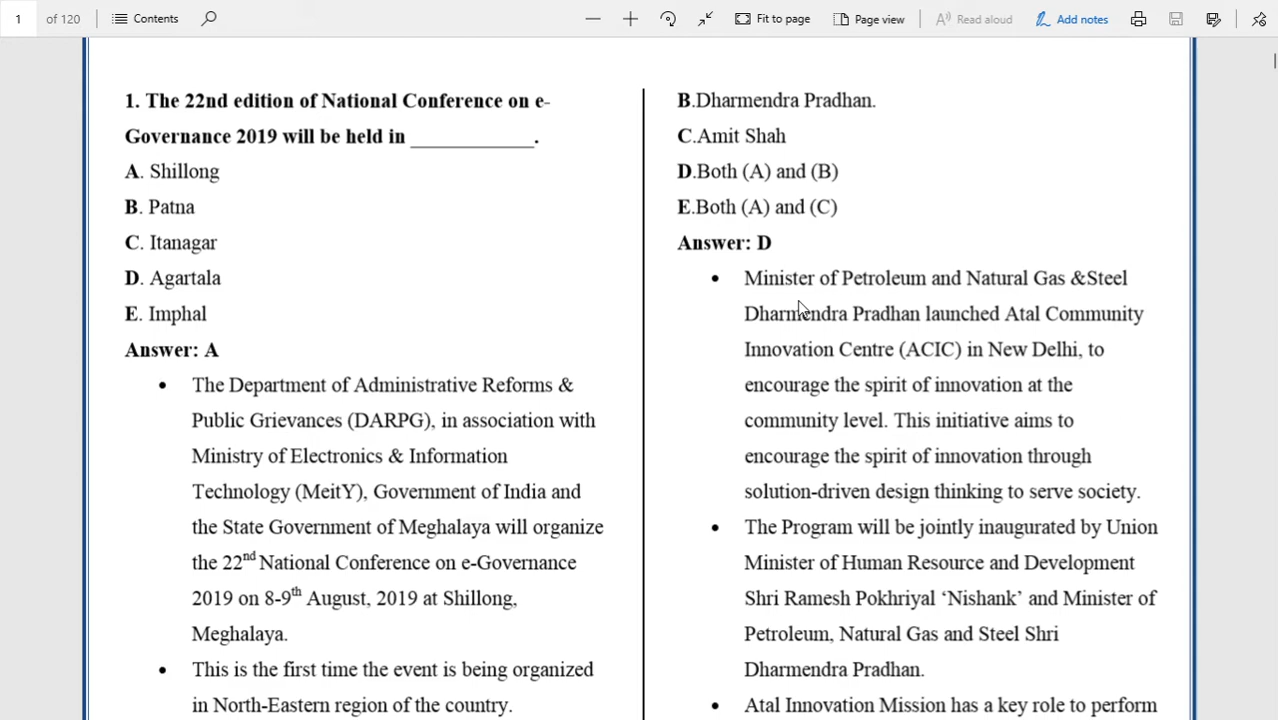 1
of 120
Contents
Fit to page
Page view
Read aloud
Add notes
1. The 22nd edition of National Conference on e-
Governance 2019 will be held in ____________.
A. Shillong
B. Patna
C. Itanagar
D. Agartala
E. Imphal
Answer: A
• The Department of Administrative Reforms &
Public Grievances (DARPG), in association with
Ministry of Electronics & Information
Technology (MeitY), Government of India and
the State Government of Meghalaya will organize
the 22nd National Conference on e-Governance
2019 on 8-9th August, 2019 at Shillong,
Meghalaya.
• This is the first time the event is being organized
in North-Eastern region of the country.
B.Dharmendra Pradhan.
C.Amit Shah
D.Both (A) and (B)
E.Both (A) and (C)
Answer: D
• Minister of Petroleum and Natural Gas &Steel
Dharmendra Pradhan launched Atal Community
Innovation Centre (ACIC) in New Delhi, to
encourage the spirit of innovation at the
community level. This initiative aims to
encourage the spirit of innovation through
solution-driven design thinking to serve society.
• The Program will be jointly inaugurated by Union
Minister of Human Resource and Development
Shri Ramesh Pokhriyal ‘Nishank’ and Minister of
Petroleum, Natural Gas and Steel Shri
Dharmendra Pradhan.
• Atal Innovation Mission has a key role to perform